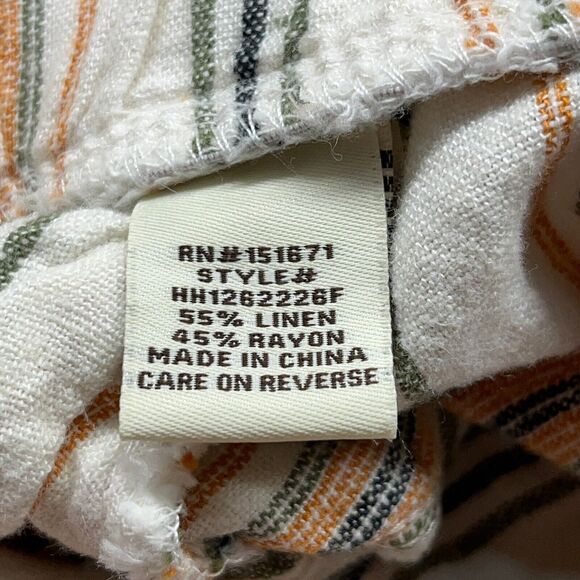 RN#151671
STYLE#
HH1262226F
55% LINEN
45% RAYON
MADE IN CHINA
CARE ON REVERSE